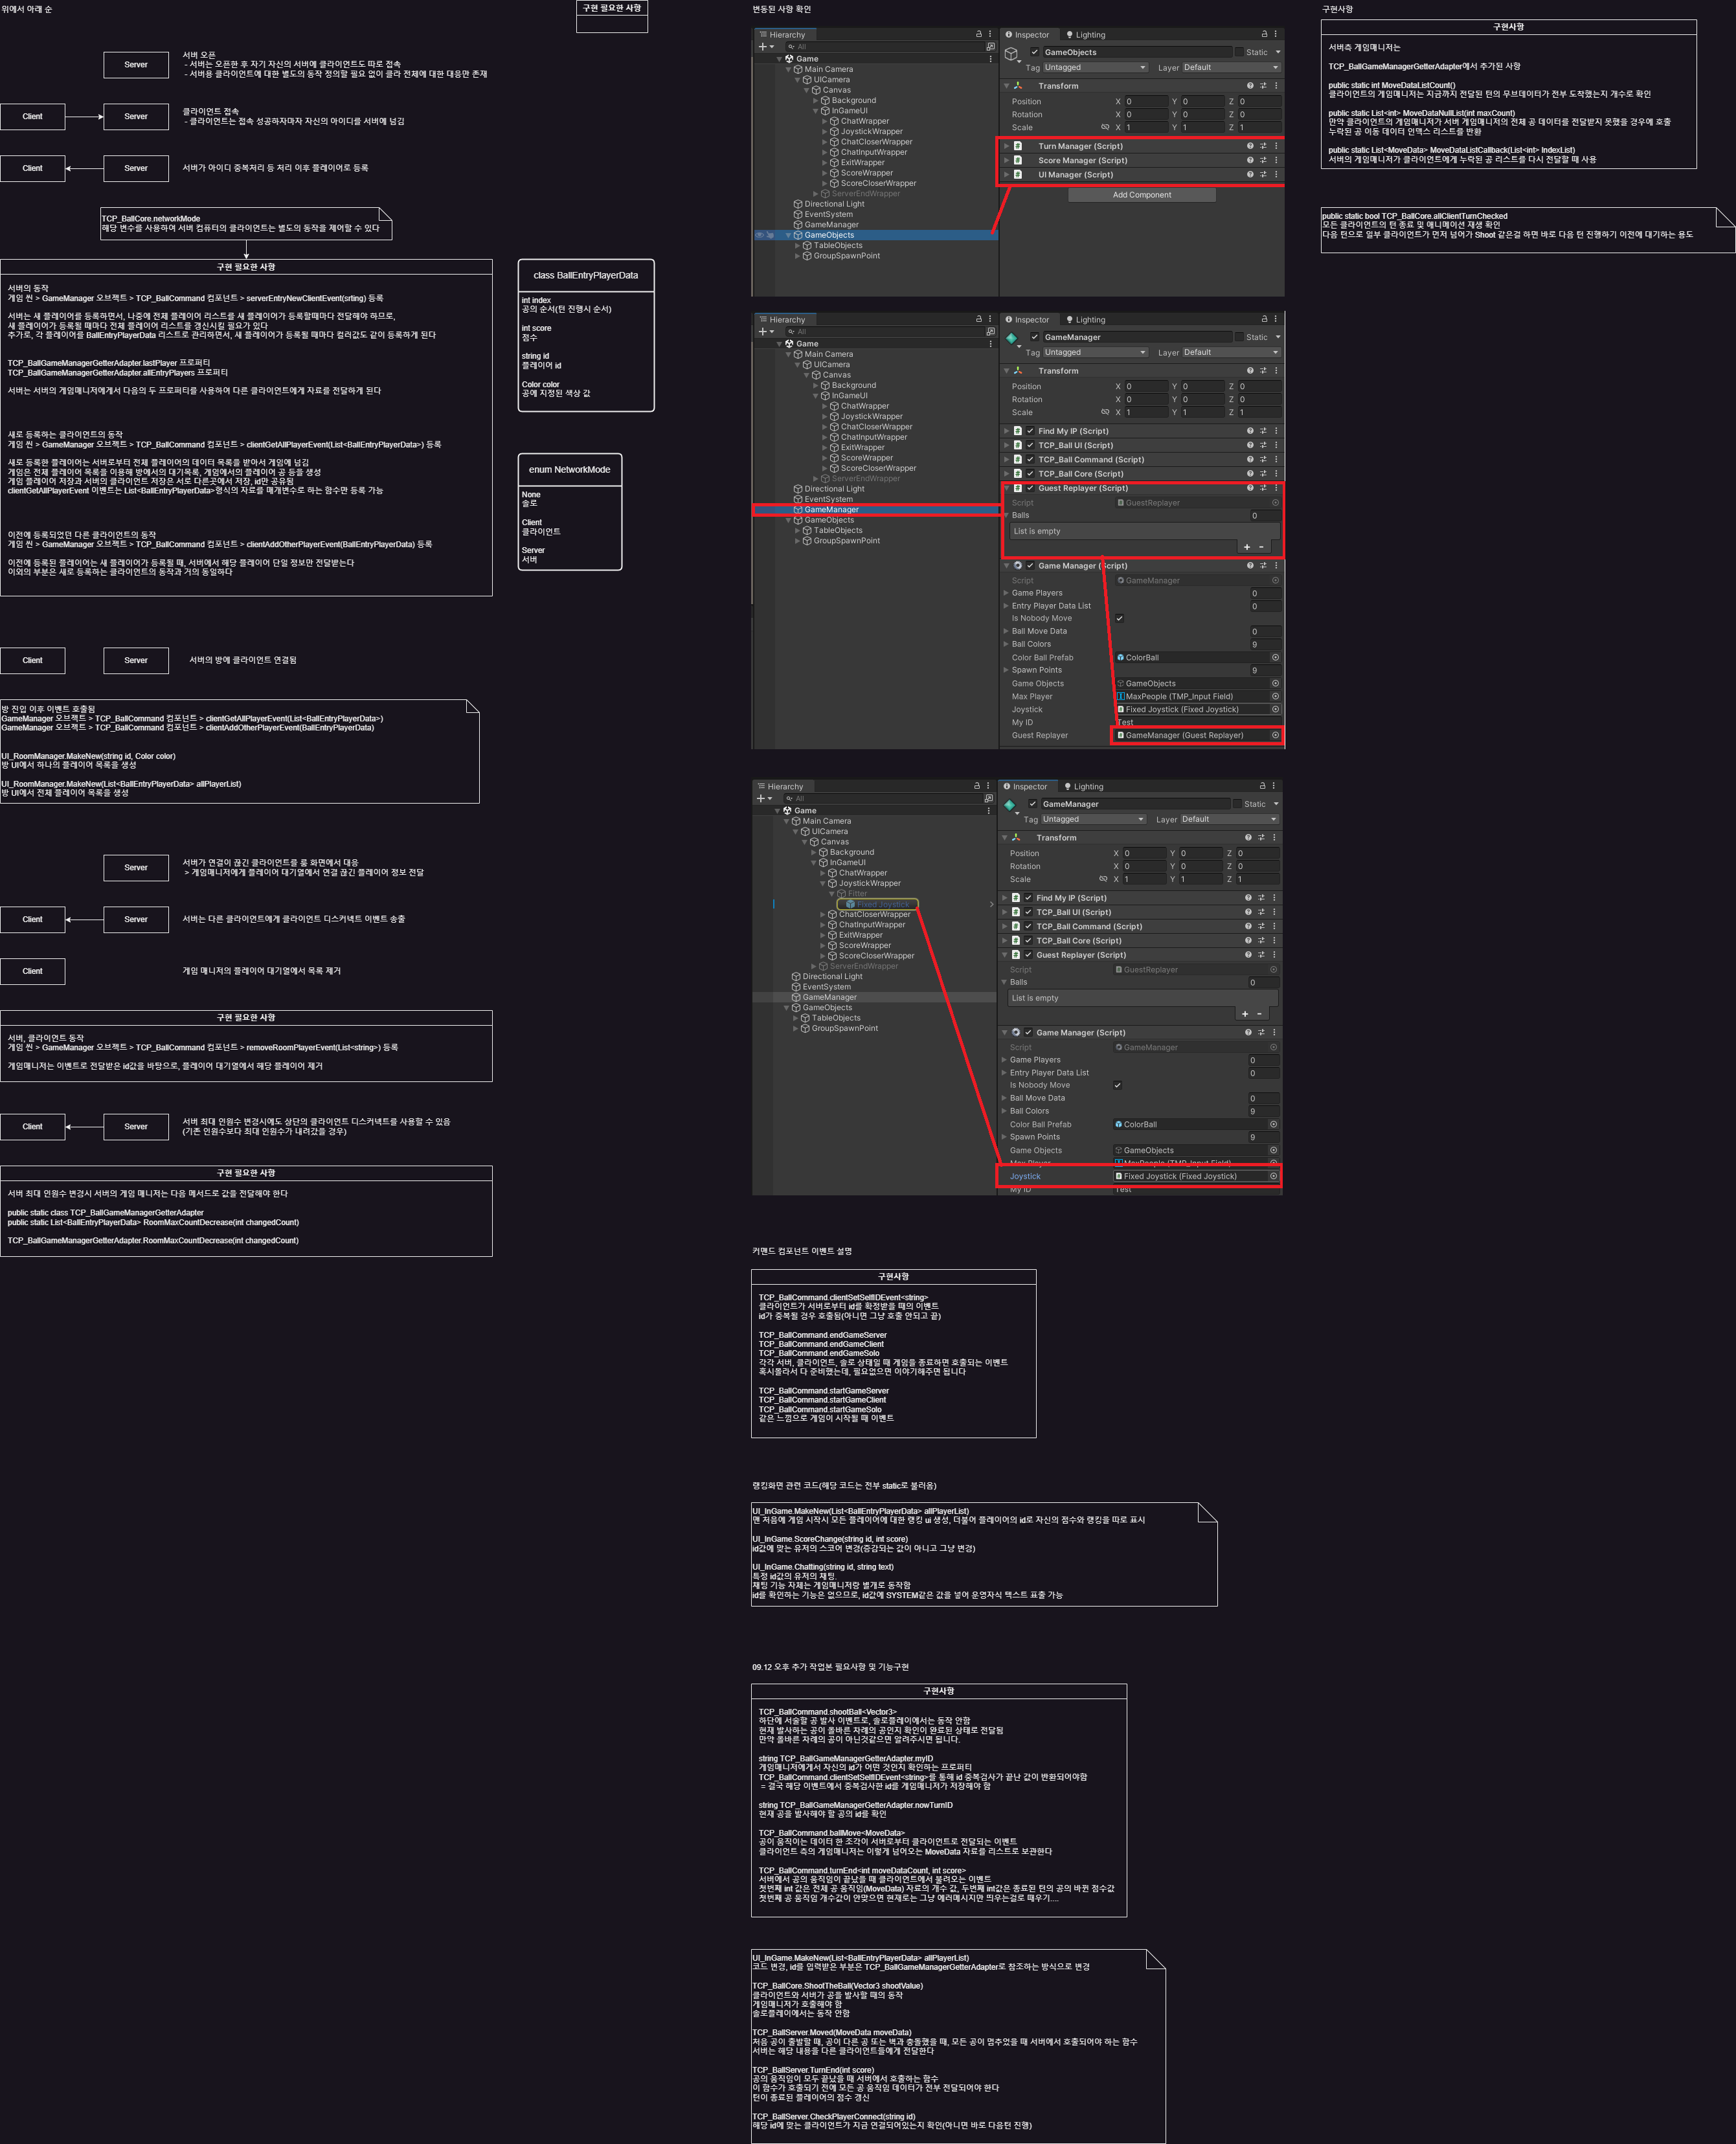 위에서 아래 순
구현 필요한 사항
Server
서버 오픈
- 서버는 오픈한 후 자기 자신의 서버에 클라이언트도 따로 접속
- 서버용 클라이언트에 대한 별도의 동작 정의할 필요 없이 클라 전체에 대한 대응만 존재
Client
Server
클라이언트 접속
- 클라이언트는 접속 성공하자마자 자신의 아이디를 서버에 넘김
Client
Server
서버가 아이디 중복처리 등 처리 이후 플레이어로 등록
TCP_BallCore.networkMode
해당 변수를 사용하여 서버 컴퓨터의 클라이언트는 별도의 동작을 제어할 수 있다
구현 필요한 사항
서버의 동작
게임 씬 > GameManager 오브젝트 > TCP_BallCommand 컴포넌트 > serverEntryNewClientEvent(srting) 등록
서버는 새 플레이어를 등록하면서, 나중에 전체 플레이어 리스트를 새 플레이어가 등록할때마다 전달해야 하므로,
새 플레이어가 등록될 때마다 전체 플레이어 리스트를 갱신시킬 필요가 있다
추가로, 각 플레이어를 BallEntryPlayerData 리스트로 관리하면서, 새 플레이어가 등록될 때마다 컬러값도 같이 등록하게 된다
TCP_BallGameManagerGetterAdapter.lastPlayer 프로퍼티
TCP_BallGameManagerGetterAdapter.allEntryPlayers 프로퍼티
서버는 서버의 게임매니저에게서 다음의 두 프로퍼티를 사용하여 다른 클라이언트에게 자료를 전달하게 된다
새로 등록하는 클라이언트의 동작
게임 씬 > GameManager 오브젝트 > TCP_BallCommand 컴포넌트 > clientGetAllPlayerEvent(List<BallEntryPlayerData>) 등록
새로 등록한 플레이어는 서버로부터 전체 플레이어의 데이터 목록을 받아서 게임에 넘김
게임은 전체 플레이어 목록을 이용해 방에서의 대기목록, 게임에서의 플레이어 공 등을 생성
게임 플레이어 저장과 서버의 클라이언트 저장은 서로 다른곳에서 저장, id만 공유됨
clientGetAllPlayerEvent 이벤트는 List<BallEntryPlayerData>형식의 자료를 매개변수로 하는 함수만 등록 가능
이전에 등록되었던 다른 클라이언트의 동작
게임 씬 > GameManager 오브젝트 > TCP_BallCommand 컴포넌트 > clientAddOtherPlayerEvent(BallEntryPlayerData) 등록
이전에 등록된 플레이어는 새 플레이어가 등록될 때, 서버에서 해당 플레이어 단일 정보만 전달받는다
이외의 부분은 새로 등록하는 클라이언트의 동작과 거의 동일하다
class BallEntryPlayerData
int index
공의 순서(턴 진행시 순서)
int score
점수
string id
플레이어 id
Color color
공에 지정된 색상 값
enum NetworkMode
None
솔로
Client
클라이언트
Server
서버
Client
Server
서버의 방에 클라이언트 연결됨
방 진입 이후 이벤트 호출됨
GameManager 오브젝트 > TCP_BallCommand 컴포넌트 > clientGetAllPlayerEvent(List<BallEntryPlayerData>)
GameManager 오브젝트 > TCP_BallCommand 컴포넌트 > clientAddOtherPlayerEvent(BallEntryPlayerData)
UI_RoomManager.MakeNew(string id, Color color)
방 UI에서 하나의 플레이어 목록을 생성
UI_RoomManager.MakeNew(List<BallEntryPlayerData> allPlayerList)
방 UI에서 전체 플레이어 목록을 생성
Server
서버가 연결이 끊긴 클라이언트를 룸 화면에서 대응
> 게임매니저에게 플레이어 대기열에서 연결 끊긴 플레이어 정보 전달
Client
Server
서버는 다른 클라이언트에게 클라이언트 디스커넥트 이벤트 송출
Client
게임 매니저의 플레이어 대기열에서 목록 제거
구현 필요한 사항
서버, 클라이언트 동작
게임 씬 > GameManager 오브젝트 > TCP_BallCommand 컴포넌트 > removeRoomPlayerEvent(List<string>) 등록
게임매니저는 이벤트로 전달받은 id값을 바탕으로, 플레이어 대기열에서 해당 플레이어 제거
Client
Server
서버 최대 인원수 변경시에도 상단의 클라이언트 디스커넥트를 사용할 수 있음
(기존 인원수보다 최대 인원수가 내려갔을 경우)
구현 필요한 사항
서버 최대 인원수 변경시 서버의 게임 매니저는 다음 메서드로 값을 전달해야 한다
public static class TCP_BallGameManagerGetterAdapter
public static List<BallEntryPlayerData> RoomMaxCountDecrease(int changedCount)
TCP_BallGameManagerGetterAdapter.RoomMaxCountDecrease(int changedCount)
변동된 사항 확인
Hierarchy
All
Game
Main Camera
UICamera
Canvas
Background
InGameUI
ChatWrapper
JoystickWrapper
ChatCloserWrapper
ChatInputWrapper
ExitWrapper
ScoreWrapper
ScoreCloserWrapper
ServerEndWrapper
Directional Light
EventSystem
GameManager
GameObjects
TableObjects
GroupSpawnPoint
Inspector Lighting
GameObjects Static
Tag Untagged Layer Default
Transform
Position X 0 Y 0 Z 0
Rotation X 0 Y 0 Z 0
Scale X 1 Y 1 Z 1
Turn Manager (Script)
Score Manager (Script)
UI Manager (Script)
Add Component
Hierarchy
All
Game
Main Camera
UICamera
Canvas
Background
InGameUI
ChatWrapper
JoystickWrapper
ChatCloserWrapper
ChatInputWrapper
ExitWrapper
ScoreWrapper
ScoreCloserWrapper
ServerEndWrapper
Directional Light
EventSystem
GameManager
GameObjects
TableObjects
GroupSpawnPoint
Inspector Lighting
GameManager Static
Tag Untagged Layer Default
Transform
Position X 0 Y 0 Z 0
Rotation X 0 Y 0 Z 0
Scale X 1 Y 1 Z 1
Find My IP (Script)
TCP_Ball UI (Script)
TCP_Ball Command (Script)
TCP_Ball Core (Script)
Guest Replayer (Script)
Script GuestReplayer
Balls 0
List is empty
Game Manager (Script)
Script GameManager
Game Players 0
Entry Player Data List 0
Is Nobody Move
Ball Move Data 0
Ball Colors 9
Color Ball Prefab ColorBall
Spawn Points 9
Game Objects GameObjects
Max Player MaxPeople (TMP_Input Field)
Joystick Fixed Joystick (Fixed Joystick)
My ID Test
Guest Replayer GameManager (Guest Replayer)
Hierarchy
All
Game
Main Camera
UICamera
Canvas
Background
InGameUI
ChatWrapper
JoystickWrapper
Fitter
Fixed Joystick
ChatCloserWrapper
ChatInputWrapper
ExitWrapper
ScoreWrapper
ScoreCloserWrapper
ServerEndWrapper
Directional Light
EventSystem
GameManager
GameObjects
TableObjects
GroupSpawnPoint
Inspector Lighting
GameManager Static
Tag Untagged Layer Default
Transform
Position X 0 Y 0 Z 0
Rotation X 0 Y 0 Z 0
Scale X 1 Y 1 Z 1
Find My IP (Script)
TCP_Ball UI (Script)
TCP_Ball Command (Script)
TCP_Ball Core (Script)
Guest Replayer (Script)
Script GuestReplayer
Balls 0
List is empty
Game Manager (Script)
Script GameManager
Game Players 0
Entry Player Data List 0
Is Nobody Move
Ball Move Data 0
Ball Colors 9
Color Ball Prefab ColorBall
Spawn Points 9
Game Objects GameObjects
Max Player MaxPeople (TMP_Input Field)
Joystick Fixed Joystick (Fixed Joystick)
My ID Test
커맨드 컴포넌트 이벤트 설명
구현사항
TCP_BallCommand.clientSetSelfIDEvent<string>
클라이언트가 서버로부터 id를 확정받을 때의 이벤트
id가 중복될 경우 호출됨(아니면 그냥 호출 안되고 끝)
TCP_BallCommand.endGameServer
TCP_BallCommand.endGameClient
TCP_BallCommand.endGameSolo
각각 서버, 클라이언트, 솔로 상태일 때 게임을 종료하면 호출되는 이벤트
혹시몰라서 다 준비했는데, 필요없으면 이야기해주면 됩니다
TCP_BallCommand.startGameServer
TCP_BallCommand.startGameClient
TCP_BallCommand.startGameSolo
같은 느낌으로 게임이 시작될 때 이벤트
랭킹화면 관련 코드(해당 코드는 전부 static로 불러옴)
UI_InGame.MakeNew(List<BallEntryPlayerData> allPlayerList)
맨 처음에 게임 시작시 모든 플레이어에 대한 랭킹 ui 생성, 더불어 플레이어의 id로 자신의 점수와 랭킹을 따로 표시
UI_InGame.ScoreChange(string id, int score)
id값에 맞는 유저의 스코어 변경(증감되는 값이 아니고 그냥 변경)
UI_InGame.Chatting(string id, string text)
특정 id값의 유저의 채팅.
채팅 기능 자체는 게임매니저랑 별개로 동작함
id를 확인하는 기능은 없으므로, id값에 SYSTEM같은 값을 넣어 운영자식 텍스트 표출 가능
09.12 오후 추가 작업본 필요사항 및 기능구현
구현사항
TCP_BallCommand.shootBall<Vector3>
하단에 서술할 공 발사 이벤트로, 솔로플레이에서는 동작 안함
현재 발사하는 공이 올바른 차례의 공인지 확인이 완료된 상태로 전달됨
만약 올바른 차례의 공이 아닌것같으면 알려주시면 됩니다.
string TCP_BallGameManagerGetterAdapter.myID
게임매니저에게서 자신의 id가 어떤 것인지 확인하는 프로퍼티
TCP_BallCommand.clientSetSelfIDEvent<string>를 통해 id 중복검사가 끝난 값이 반환되어야함
= 결국 해당 이벤트에서 중복검사한 id를 게임매니저가 저장해야 함
string TCP_BallGameManagerGetterAdapter.nowTurnID
현재 공을 발사해야 할 공의 id를 확인
TCP_BallCommand.ballMove<MoveData>
공이 움직이는 데이터 한 조각이 서버로부터 클라이언트로 전달되는 이벤트
클라이언트 측의 게임매니저는 이렇게 넘어오는 MoveData 자료를 리스트로 보관한다
TCP_BallCommand.turnEnd<int moveDataCount, int score>
서버에서 공의 움직임이 끝났을 때 클라이언트에서 불려오는 이벤트
첫번째 int 값은 전체 공 움직임(MoveData) 자료의 개수 값, 두번째 int값은 종료된 턴의 공의 바뀐 점수값
첫번째 공 움직임 개수값이 안맞으면 현재로는 그냥 에러메시지만 띄우는걸로 때우기....
UI_InGame.MakeNew(List<BallEntryPlayerData> allPlayerList)
코드 변경, id를 입력받은 부분은 TCP_BallGameManagerGetterAdapter로 참조하는 방식으로 변경
TCP_BallCore.ShootTheBall(Vector3 shootValue)
클라이언트와 서버가 공을 발사할 때의 동작
게임매니저가 호출해야 함
솔로플레이에서는 동작 안함
TCP_BallServer.Moved(MoveData moveData)
처음 공이 출발할 때, 공이 다른 공 또는 벽과 충돌했을 때, 모든 공이 멈추었을 때 서버에서 호출되어야 하는 함수
서버는 해당 내용을 다른 클라이언트들에게 전달한다
TCP_BallServer.TurnEnd(int score)
공의 움직임이 모두 끝났을 때 서버에서 호출하는 함수
이 함수가 호출되기 전에 모든 공 움직임 데이터가 전부 전달되어야 한다
턴이 종료된 플레이어의 점수 갱신
TCP_BallServer.CheckPlayerConnect(string id)
해당 id에 맞는 클라이언트가 지금 연결되어있는지 확인(아니면 바로 다음턴 진행)
구현사항
구현사항
서버측 게임매니저는
TCP_BallGameManagerGetterAdapter에서 추가된 사항
public static int MoveDataListCount()
클라이언트의 게임매니저는 지금까지 전달된 턴의 무브데이터가 전부 도착했는지 개수로 확인
public static List<int> MoveDataNullList(int maxCount)
만약 클라이언트의 게임매니저가 서버 게임매니저의 전체 공 데이터를 전달받지 못했을 경우에 호출
누락된 공 이동 데이터 인덱스 리스트를 반환
public static List<MoveData> MoveDataListCallback(List<int> IndexList)
서버의 게임매니저가 클라이언트에게 누락된 공 리스트를 다시 전달할 때 사용
public static bool TCP_BallCore.allClientTurnChecked
모든 클라이언트의 턴 종료 및 애니메이션 재생 확인
다음 턴으로 일부 클라이언트가 먼저 넘어가 Shoot 같은걸 하면 바로 다음 턴 진행하기 이전에 대기하는 용도